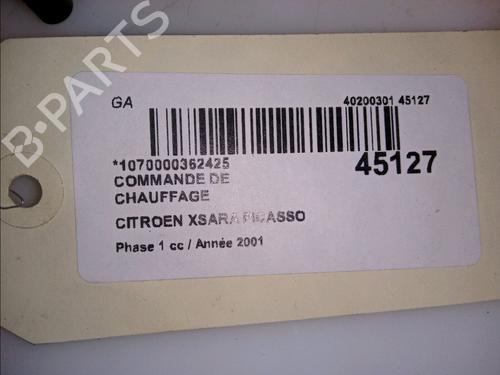 B-PARTS
GA
40200301 45127
*1070000362425
45127
COMMANDE DE
CHAUFFAGE
CITROEN XSARA PICASSO
Phase 1 cc / Année 2001